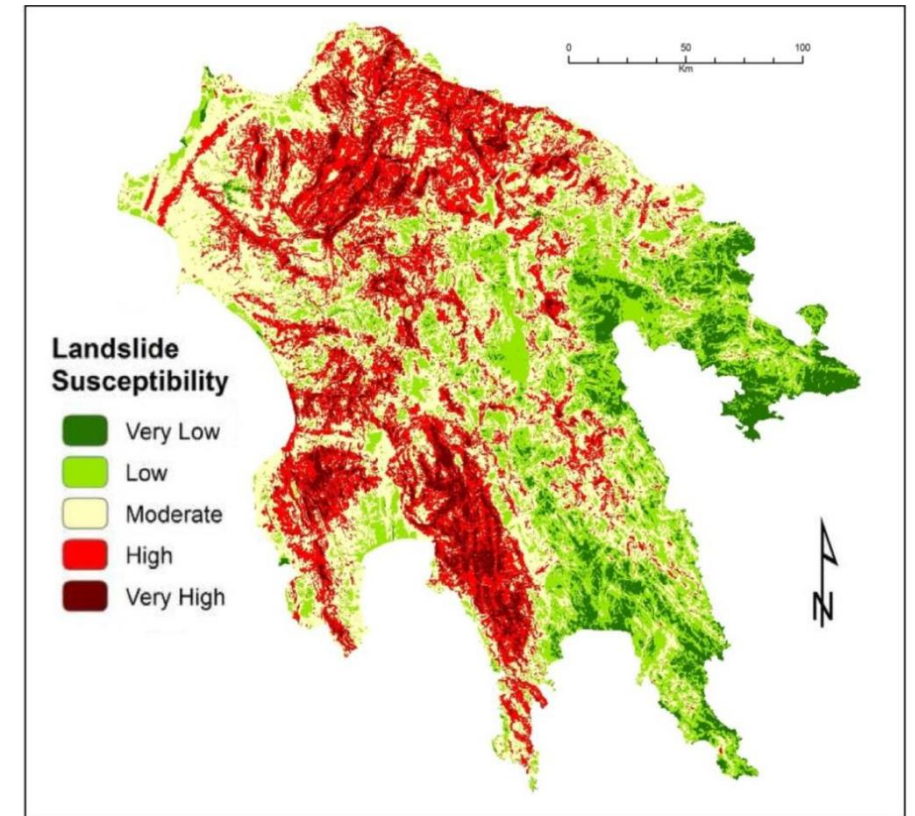 0 50 100
Km
Landslide
Susceptibility
Very Low
Low
Moderate
High
Very High
N